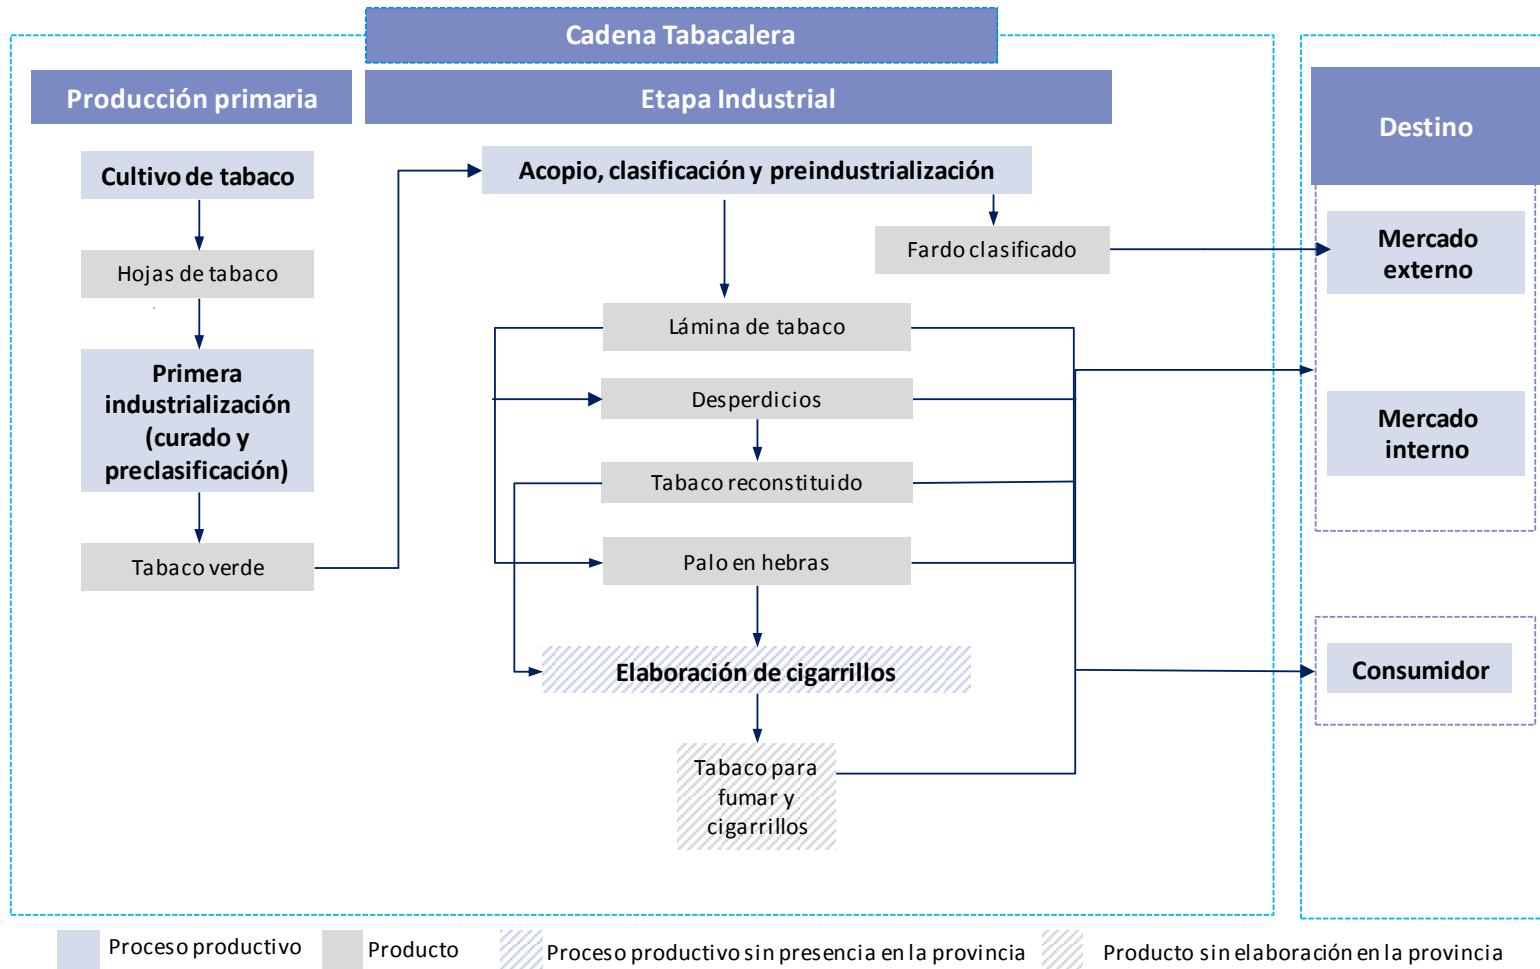 Cadena Tabacalera
Producción primaria
Etapa Industrial
Destino
Cultivo de tabaco
Hojas de tabaco
Primera
industrialización
(curado y
preclasificación)
Tabaco verde
Acopio, clasificación y preindustrialización
Fardo clasificado
Lámina de tabaco
Desperdicios
Tabaco reconstituido
Palo en hebras
Elaboración de cigarrillos
Tabaco para
fumar y
cigarrillos
Mercado
externo
Mercado
interno
Consumidor
Proceso productivo
Producto
Proceso productivo sin presencia en la provincia
Producto sin elaboración en la provincia